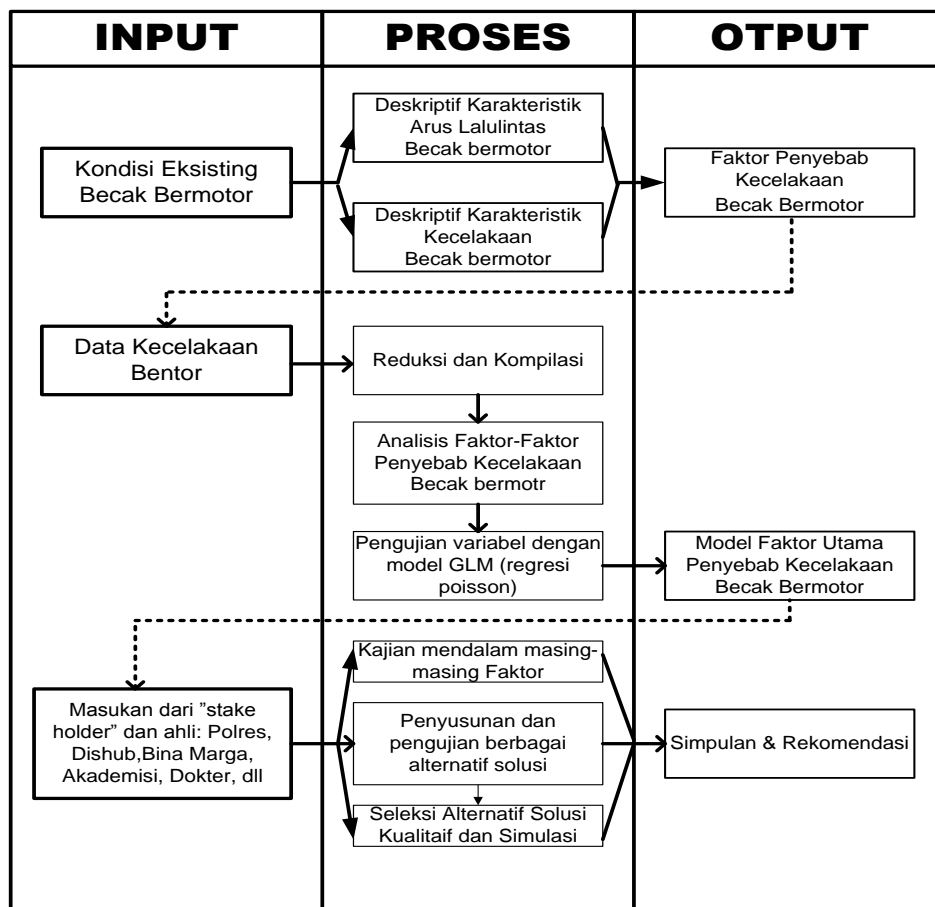 INPUT
PROSES
OTPUT
Deskriptif Karakteristik
Arus Lalulintas
Becak bermotor
Kondisi Eksisting
Becak Bermotor
Faktor Penyebab
Kecelakaan
Becak Bermotor
Deskriptif Karakteristik
Kecelakaan
Becak bermotor
Data Kecelakaan
Bentor
Reduksi dan Kompilasi
Analisis Faktor-Faktor
Penyebab Kecelakaan
Becak bermotr
Pengujian variabel dengan
model GLM (regresi
poisson)
Model Faktor Utama
Penyebab Kecelakaan
Becak Bermotor
Kajian mendalam masing-
masing Faktor
Masukan dari ”stake
holder” dan ahli: Polres,
Dishub,Bina Marga,
Akademisi, Dokter, dll
Penyusunan dan
pengujian berbagai
alternatif solusi
Simpulan & Rekomendasi
Seleksi Alternatif Solusi
Kualitaif dan Simulasi